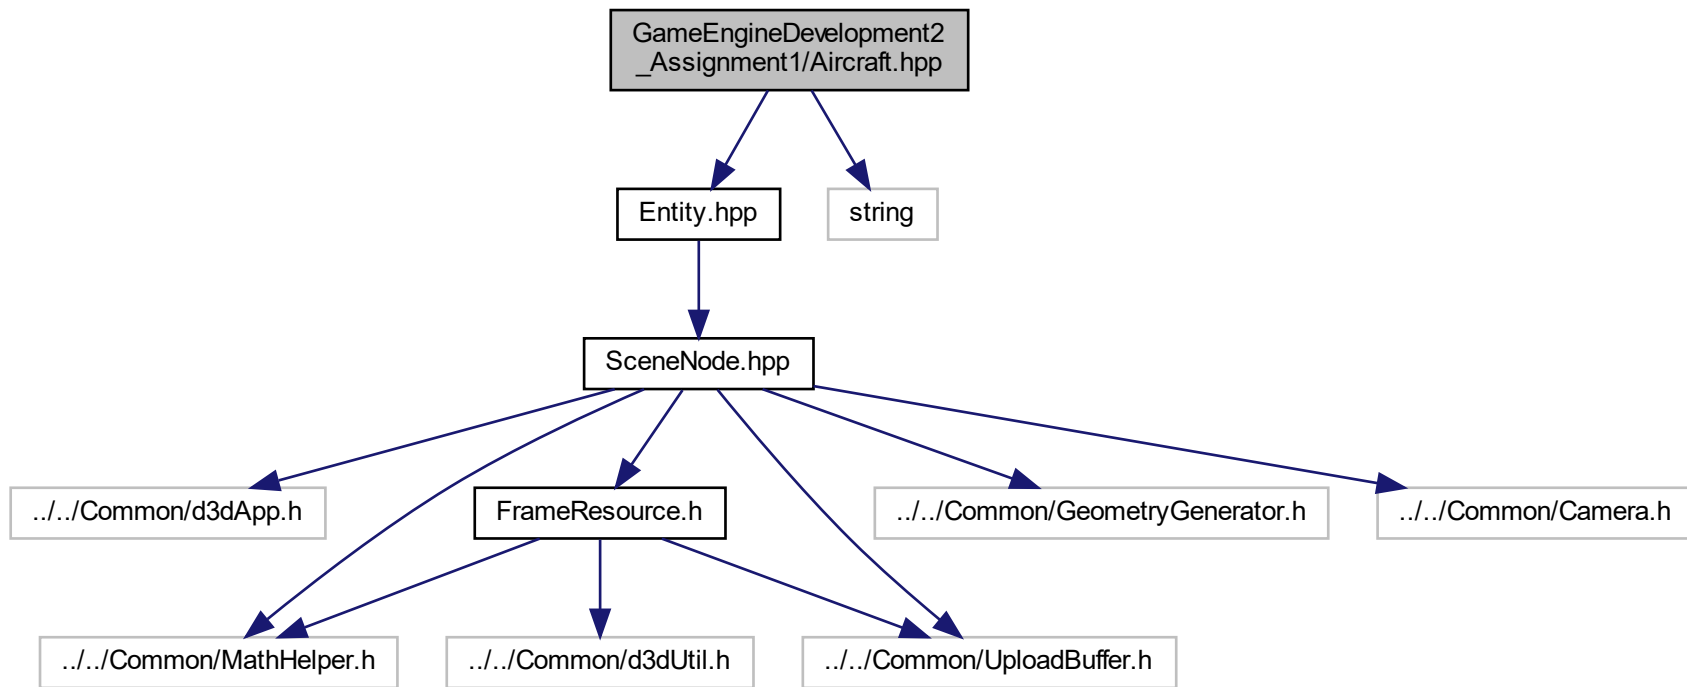 GameEngineDevelopment2
_Assignment1/Aircraft.hpp
Entity.hpp
string
SceneNode.hpp
../../Common/d3dApp.h
FrameResource.h
../../Common/GeometryGenerator.h
../../Common/Camera.h
../../Common/MathHelper.h
../../Common/d3dUtil.h
../../Common/UploadBuffer.h